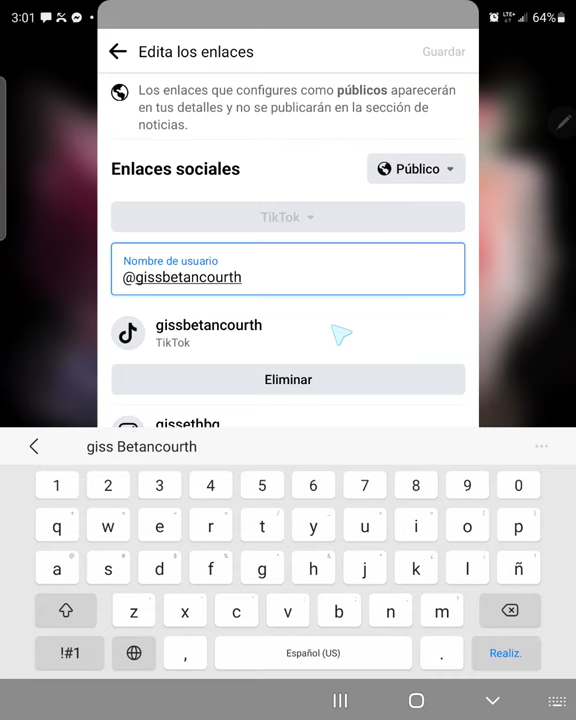 3:01
LTE+
64%
Edita los enlaces
Guardar
Los enlaces que configures como públicos aparecerán
en tus detalles y no se publicarán en la sección de
noticias.
Enlaces sociales
Público
TikTok
Nombre de usuario
@gissbetancourth
gissbetancourth
TikTok
Eliminar
gissethbg
giss Betancourth
1 2 3 4 5 6 7 8 9 0
q w e r t y u i o p
a s d f g h j k l ñ
z x c v b n m
!#1 , Español (US) . Realiz.